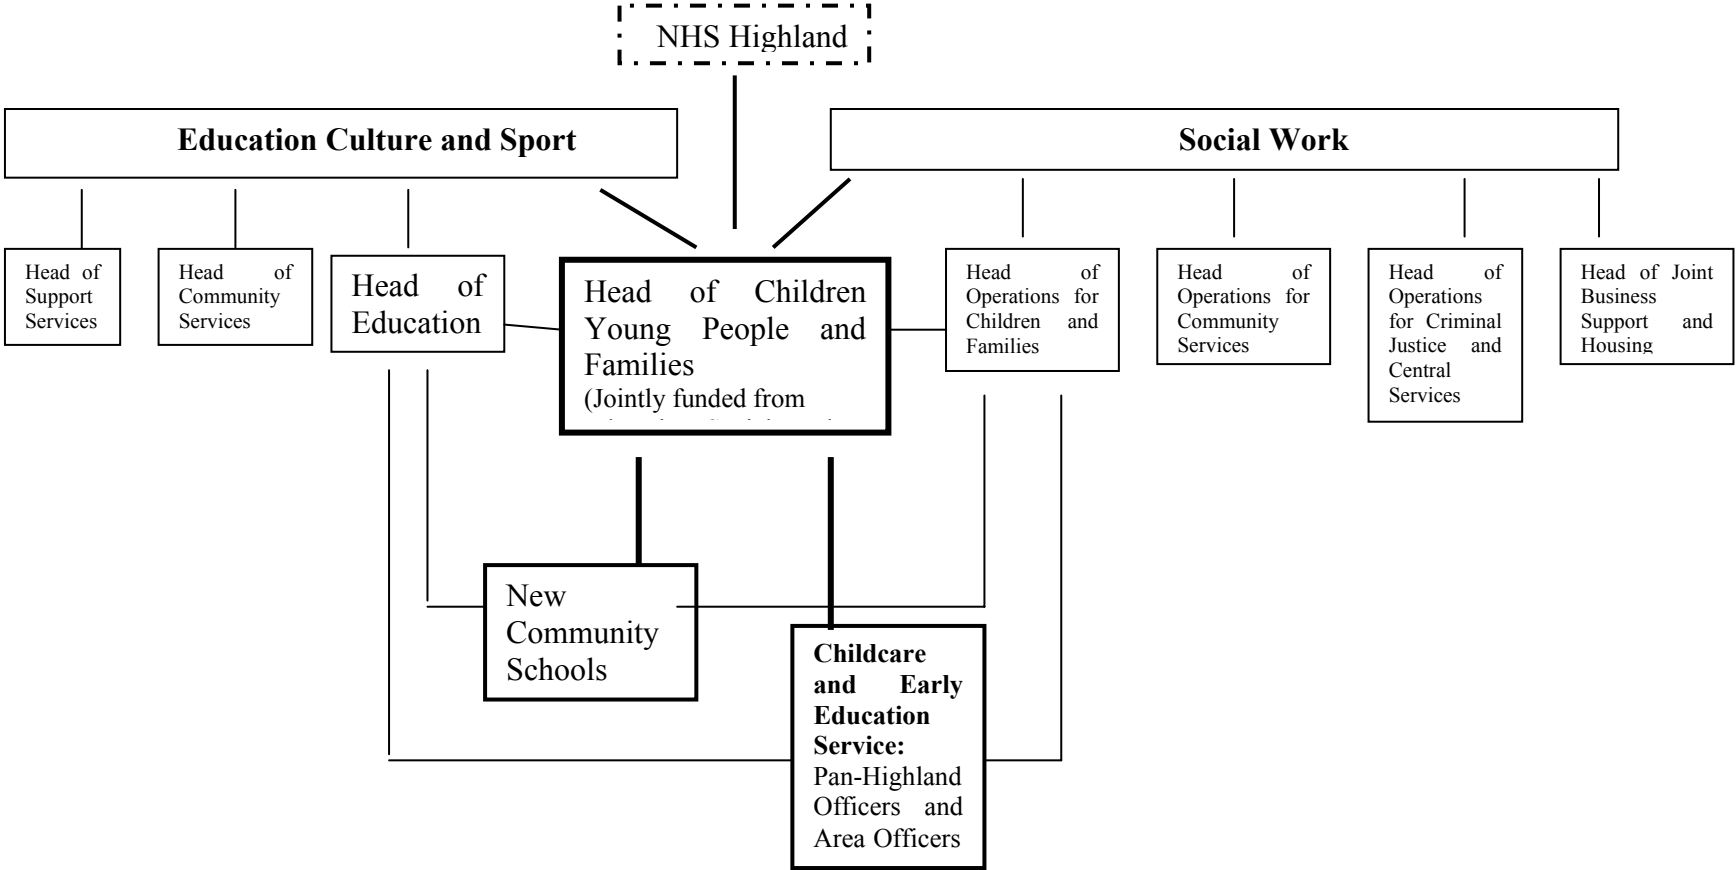 NHS Highland
Education Culture and Sport
Social Work
Head of
Support
Services
Head of
Community
Services
Head of
Education
Head of Children
Young People and
Families
(Jointly funded from
Head of
Operations for
Children and
Families
Head of
Operations for
Community
Services
Head of
Operations
for Criminal
Justice and
Central
Services
Head of Joint
Business
Support and
Housing
New
Community
Schools
Childcare
and Early
Education
Service:
Pan-Highland
Officers and
Area Officers